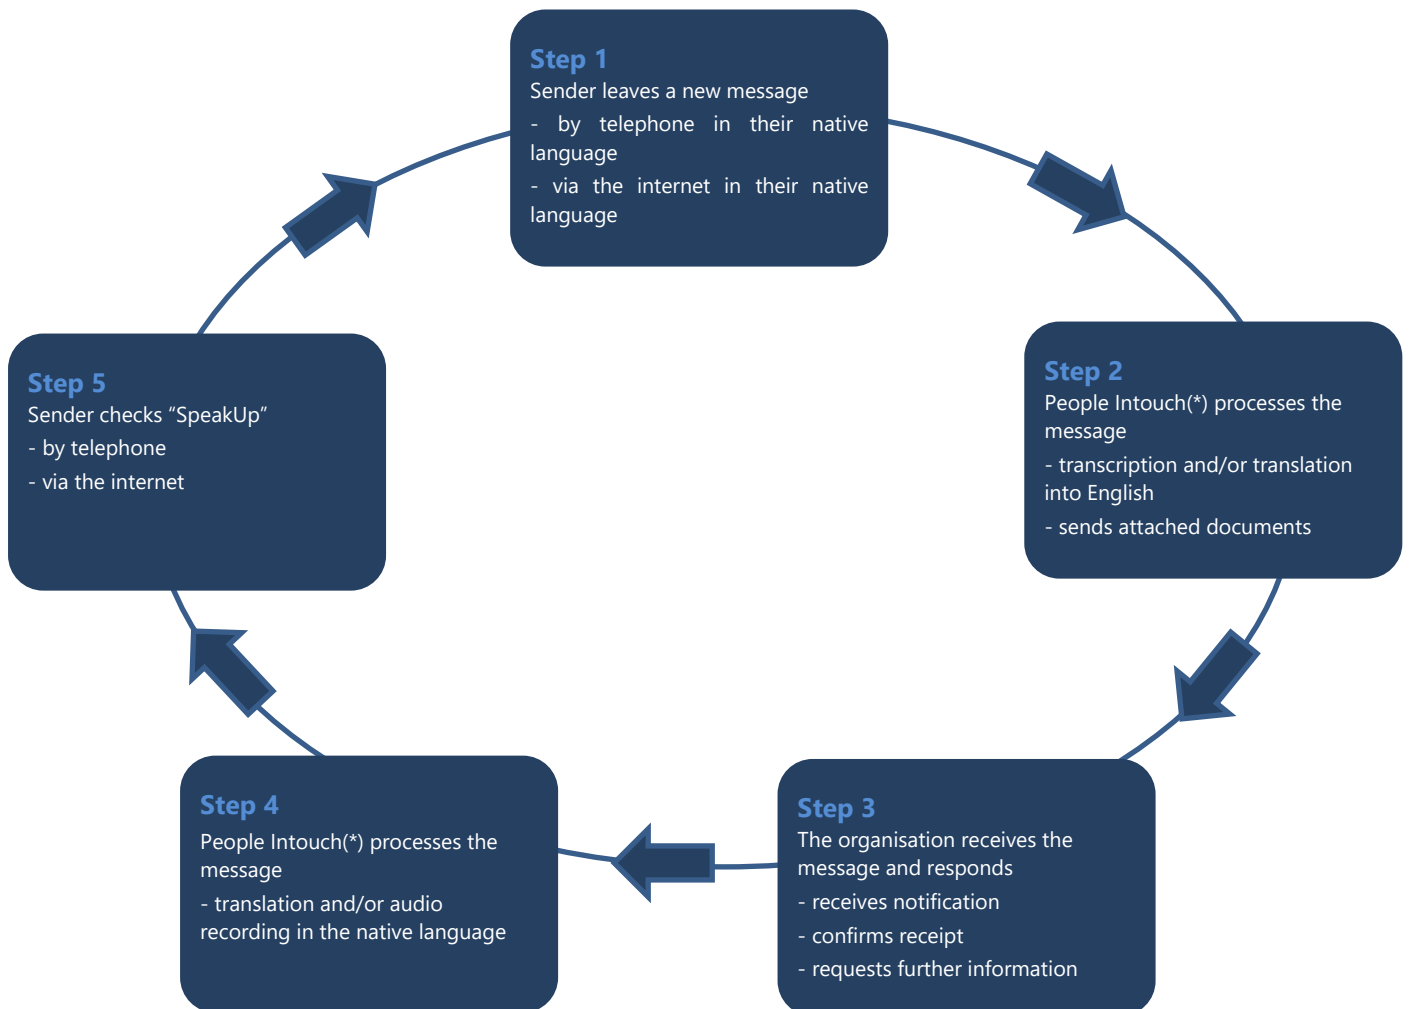 Step 1
Sender leaves a new message
- by telephone in their native
language
- via the internet in their native
language
Step 2
People Intouch(*) processes the
message
- transcription and/or translation
into English
- sends attached documents
Step 3
The organisation receives the
message and responds
- receives notification
- confirms receipt
- requests further information
Step 4
People Intouch(*) processes the
message
- translation and/or audio
recording in the native language
Step 5
Sender checks “SpeakUp”
- by telephone
- via the internet